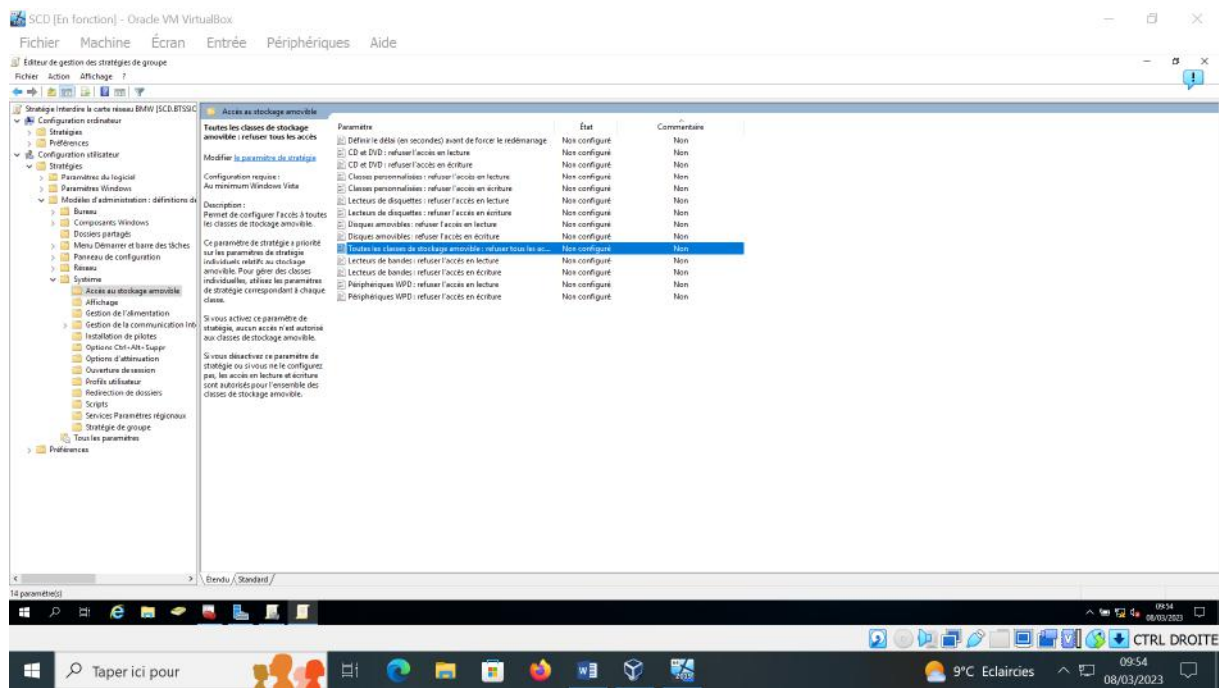 SCD [En fonction] - Oracle VM VirtualBox
Fichier Machine Écran Entrée Périphériques Aide
Éditeur de gestion des stratégies de groupe
Fichier Action Affichage ?
Stratégie Interdire la carte réseau BMW [SCD.BTSSIC
Configuration ordinateur
Stratégies
Préférences
Configuration utilisateur
Stratégies
Paramètres du logiciel
Paramètres Windows
Modèles d'administration : définitions de
Bureau
Composants Windows
Dossiers partagés
Menu Démarrer et barre des tâches
Panneau de configuration
Réseau
Système
Accès au stockage amovible
Affichage
Gestion de l'alimentation
Gestion de la communication Int
Installation de pilotes
Options Ctrl+Alt+Suppr
Options d'atténuation
Ouverture de session
Profils utilisateur
Redirection de dossiers
Scripts
Services Paramètres régionaux
Stratégie de groupe
Tous les paramètres
Préférences
Accès au stockage amovible
Toutes les classes de stockage
amovible : refuser tous les accès
Modifier le paramètre de stratégie
Configuration requise :
Au minimum Windows Vista
Description :
Permet de configurer l'accès à toutes
les classes de stockage amovible.
Ce paramètre de stratégie a priorité
sur les paramètres de stratégie
individuels relatifs au stockage
amovible. Pour gérer des classes
individuelles, utilisez les paramètres
de stratégie correspondant à chaque
classe.
Si vous activez ce paramètre de
stratégie, aucun accès n'est autorisé
aux classes de stockage amovible.
Si vous désactivez ce paramètre de
stratégie ou si vous ne le configurez
pas, les accès en lecture et écriture
sont autorisés pour l'ensemble des
classes de stockage amovible.
Paramètre État Commentaire
Définir le délai (en secondes) avant de forcer le redémarrage Non configuré Non
CD et DVD : refuser l'accès en lecture Non configuré Non
CD et DVD : refuser l'accès en écriture Non configuré Non
Classes personnalisées : refuser l'accès en lecture Non configuré Non
Classes personnalisées : refuser l'accès en écriture Non configuré Non
Lecteurs de disquettes : refuser l'accès en lecture Non configuré Non
Lecteurs de disquettes : refuser l'accès en écriture Non configuré Non
Disques amovibles : refuser l'accès en lecture Non configuré Non
Disques amovibles : refuser l'accès en écriture Non configuré Non
Toutes les classes de stockage amovible : refuser tous les ac... Non configuré Non
Lecteurs de bandes : refuser l'accès en lecture Non configuré Non
Lecteurs de bandes : refuser l'accès en écriture Non configuré Non
Périphériques WPD : refuser l'accès en lecture Non configuré Non
Périphériques WPD : refuser l'accès en écriture Non configuré Non
Étendu Standard
14 paramètre(s)
09:54
08/03/2023
CTRL DROITE
Taper ici pour
9°C Eclaircies
09:54
08/03/2023